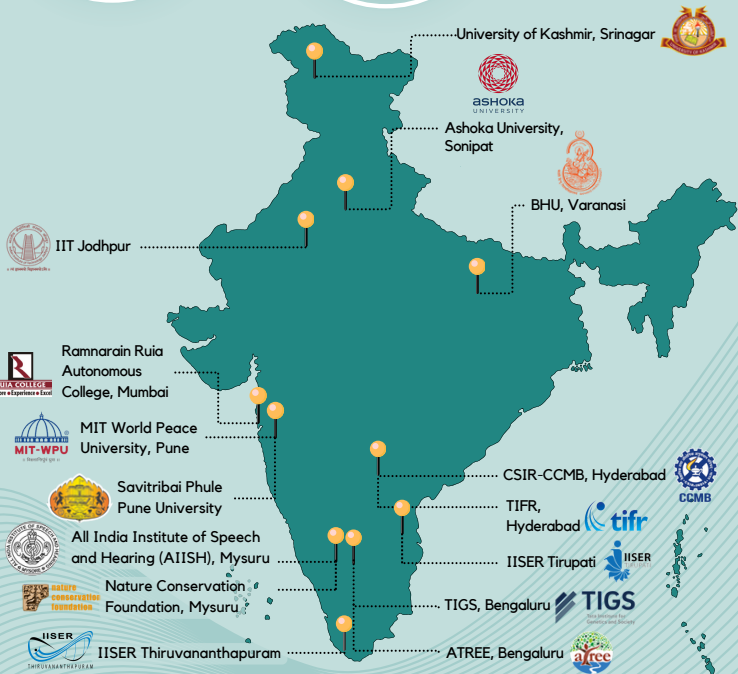 University of Kashmir, Srinagar
ASHOKA
UNIVERSITY
Ashoka University,
Sonipat
BHU, Varanasi
IIT Jodhpur
Ramnarain Ruia
Autonomous
College, Mumbai
RUIA COLLEGE
MIT World Peace
University, Pune
MIT-WPU
Savitribai Phule
Pune University
CSIR-CCMB, Hyderabad
CCMB
TIFR,
Hyderabad
tifr
All India Institute of Speech
and Hearing (AIISH), Mysuru
IISER Tirupati
IISER
nature
conservation
foundation
Nature Conservation
Foundation, Mysuru
TIGS, Bengaluru
TIGS
IISER
THIRUVANANTHAPURAM
IISER Thiruvananthapuram
ATREE, Bengaluru
atree